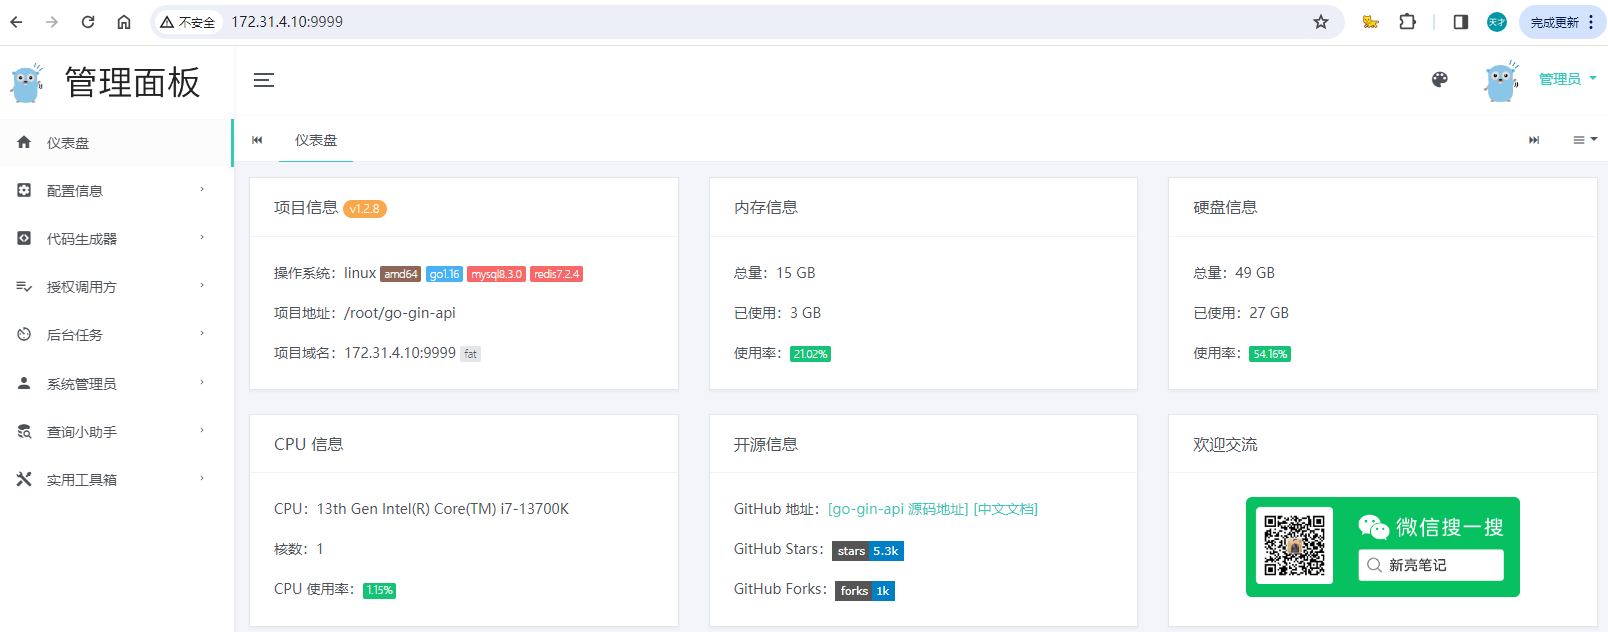 不安全 172.31.4.10:9999 天才 完成更新
管理面板
管理员
仪表盘
配置信息
代码生成器
授权调用方
后台任务
系统管理员
查询小助手
实用工具箱
仪表盘
项目信息 v1.2.8
操作系统：linux amd64 go1.16 mysql8.3.0 redis7.2.4
项目地址：/root/go-gin-api
项目域名：172.31.4.10:9999 fat
内存信息
总量：15 GB
已使用：3 GB
使用率：21.02%
硬盘信息
总量：49 GB
已使用：27 GB
使用率：54.16%
CPU 信息
CPU：13th Gen Intel(R) Core(TM) i7-13700K
核数：1
CPU 使用率：1.15%
开源信息
GitHub 地址：[go-gin-api 源码地址] [中文文档]
GitHub Stars：stars 5.3k
GitHub Forks：forks 1k
欢迎交流
微信搜一搜
新亮笔记